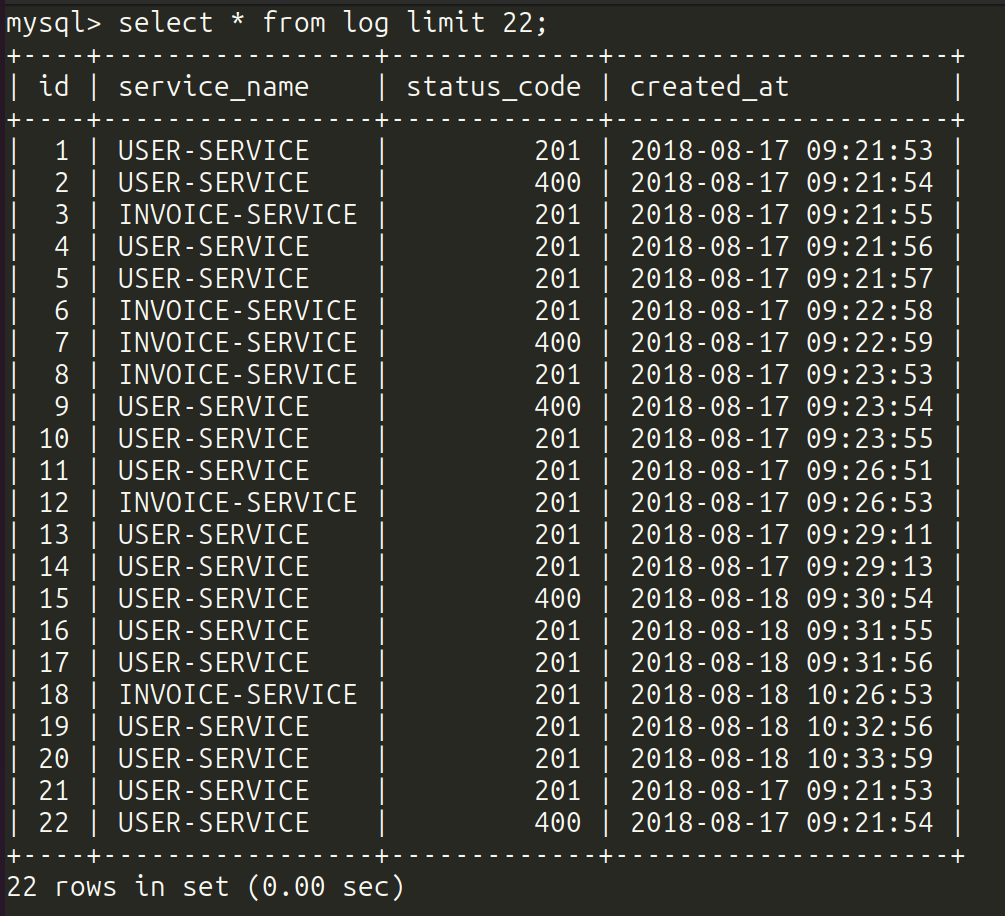 mysql> select * from log limit 22;
+----+-----------------+-------------+---------------------+
| id | service_name    | status_code | created_at          |
+----+-----------------+-------------+---------------------+
|  1 | USER-SERVICE    |         201 | 2018-08-17 09:21:53 |
|  2 | USER-SERVICE    |         400 | 2018-08-17 09:21:54 |
|  3 | INVOICE-SERVICE |         201 | 2018-08-17 09:21:55 |
|  4 | USER-SERVICE    |         201 | 2018-08-17 09:21:56 |
|  5 | USER-SERVICE    |         201 | 2018-08-17 09:21:57 |
|  6 | INVOICE-SERVICE |         201 | 2018-08-17 09:22:58 |
|  7 | INVOICE-SERVICE |         400 | 2018-08-17 09:22:59 |
|  8 | INVOICE-SERVICE |         201 | 2018-08-17 09:23:53 |
|  9 | USER-SERVICE    |         400 | 2018-08-17 09:23:54 |
| 10 | USER-SERVICE    |         201 | 2018-08-17 09:23:55 |
| 11 | USER-SERVICE    |         201 | 2018-08-17 09:26:51 |
| 12 | INVOICE-SERVICE |         201 | 2018-08-17 09:26:53 |
| 13 | USER-SERVICE    |         201 | 2018-08-17 09:29:11 |
| 14 | USER-SERVICE    |         201 | 2018-08-17 09:29:13 |
| 15 | USER-SERVICE    |         400 | 2018-08-18 09:30:54 |
| 16 | USER-SERVICE    |         201 | 2018-08-18 09:31:55 |
| 17 | USER-SERVICE    |         201 | 2018-08-18 09:31:56 |
| 18 | INVOICE-SERVICE |         201 | 2018-08-18 10:26:53 |
| 19 | USER-SERVICE    |         201 | 2018-08-18 10:32:56 |
| 20 | USER-SERVICE    |         201 | 2018-08-18 10:33:59 |
| 21 | USER-SERVICE    |         201 | 2018-08-17 09:21:53 |
| 22 | USER-SERVICE    |         400 | 2018-08-17 09:21:54 |
+----+-----------------+-------------+---------------------+
22 rows in set (0.00 sec)